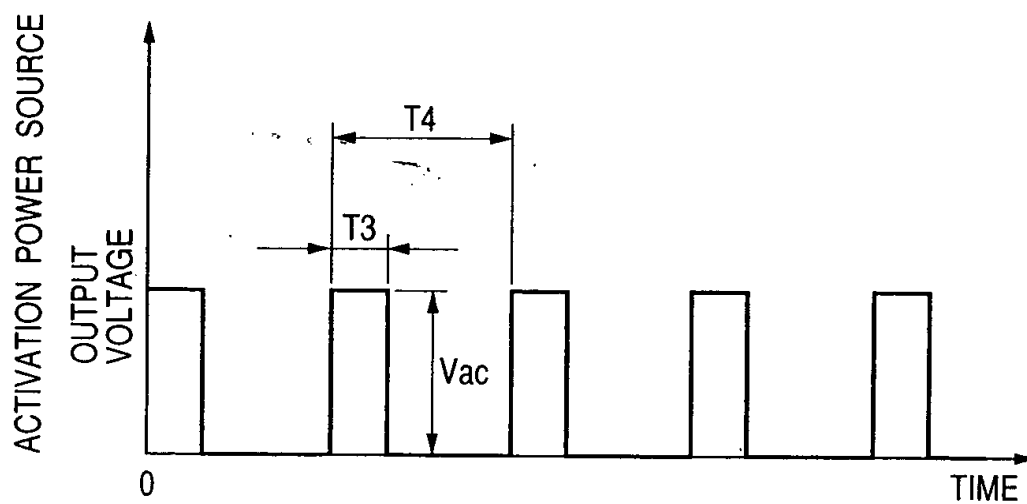 ACTIVATION POWER SOURCE
OUTPUT
VOLTAGE
T4
T3
Vac
0
TIME